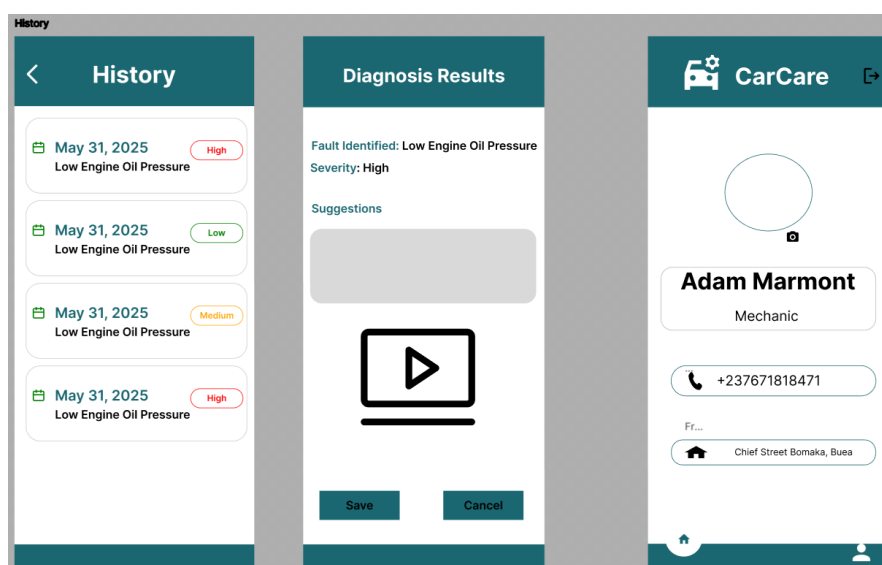 History
History
May 31, 2025
High
Low Engine Oil Pressure
May 31, 2025
Low
Low Engine Oil Pressure
May 31, 2025
Medium
Low Engine Oil Pressure
May 31, 2025
High
Low Engine Oil Pressure
Diagnosis Results
Fault Identified: Low Engine Oil Pressure
Severity: High
Suggestions
Save
Cancel
CarCare
Adam Marmont
Mechanic
+237671818471
Fr...
Chief Street Bomaka, Buea